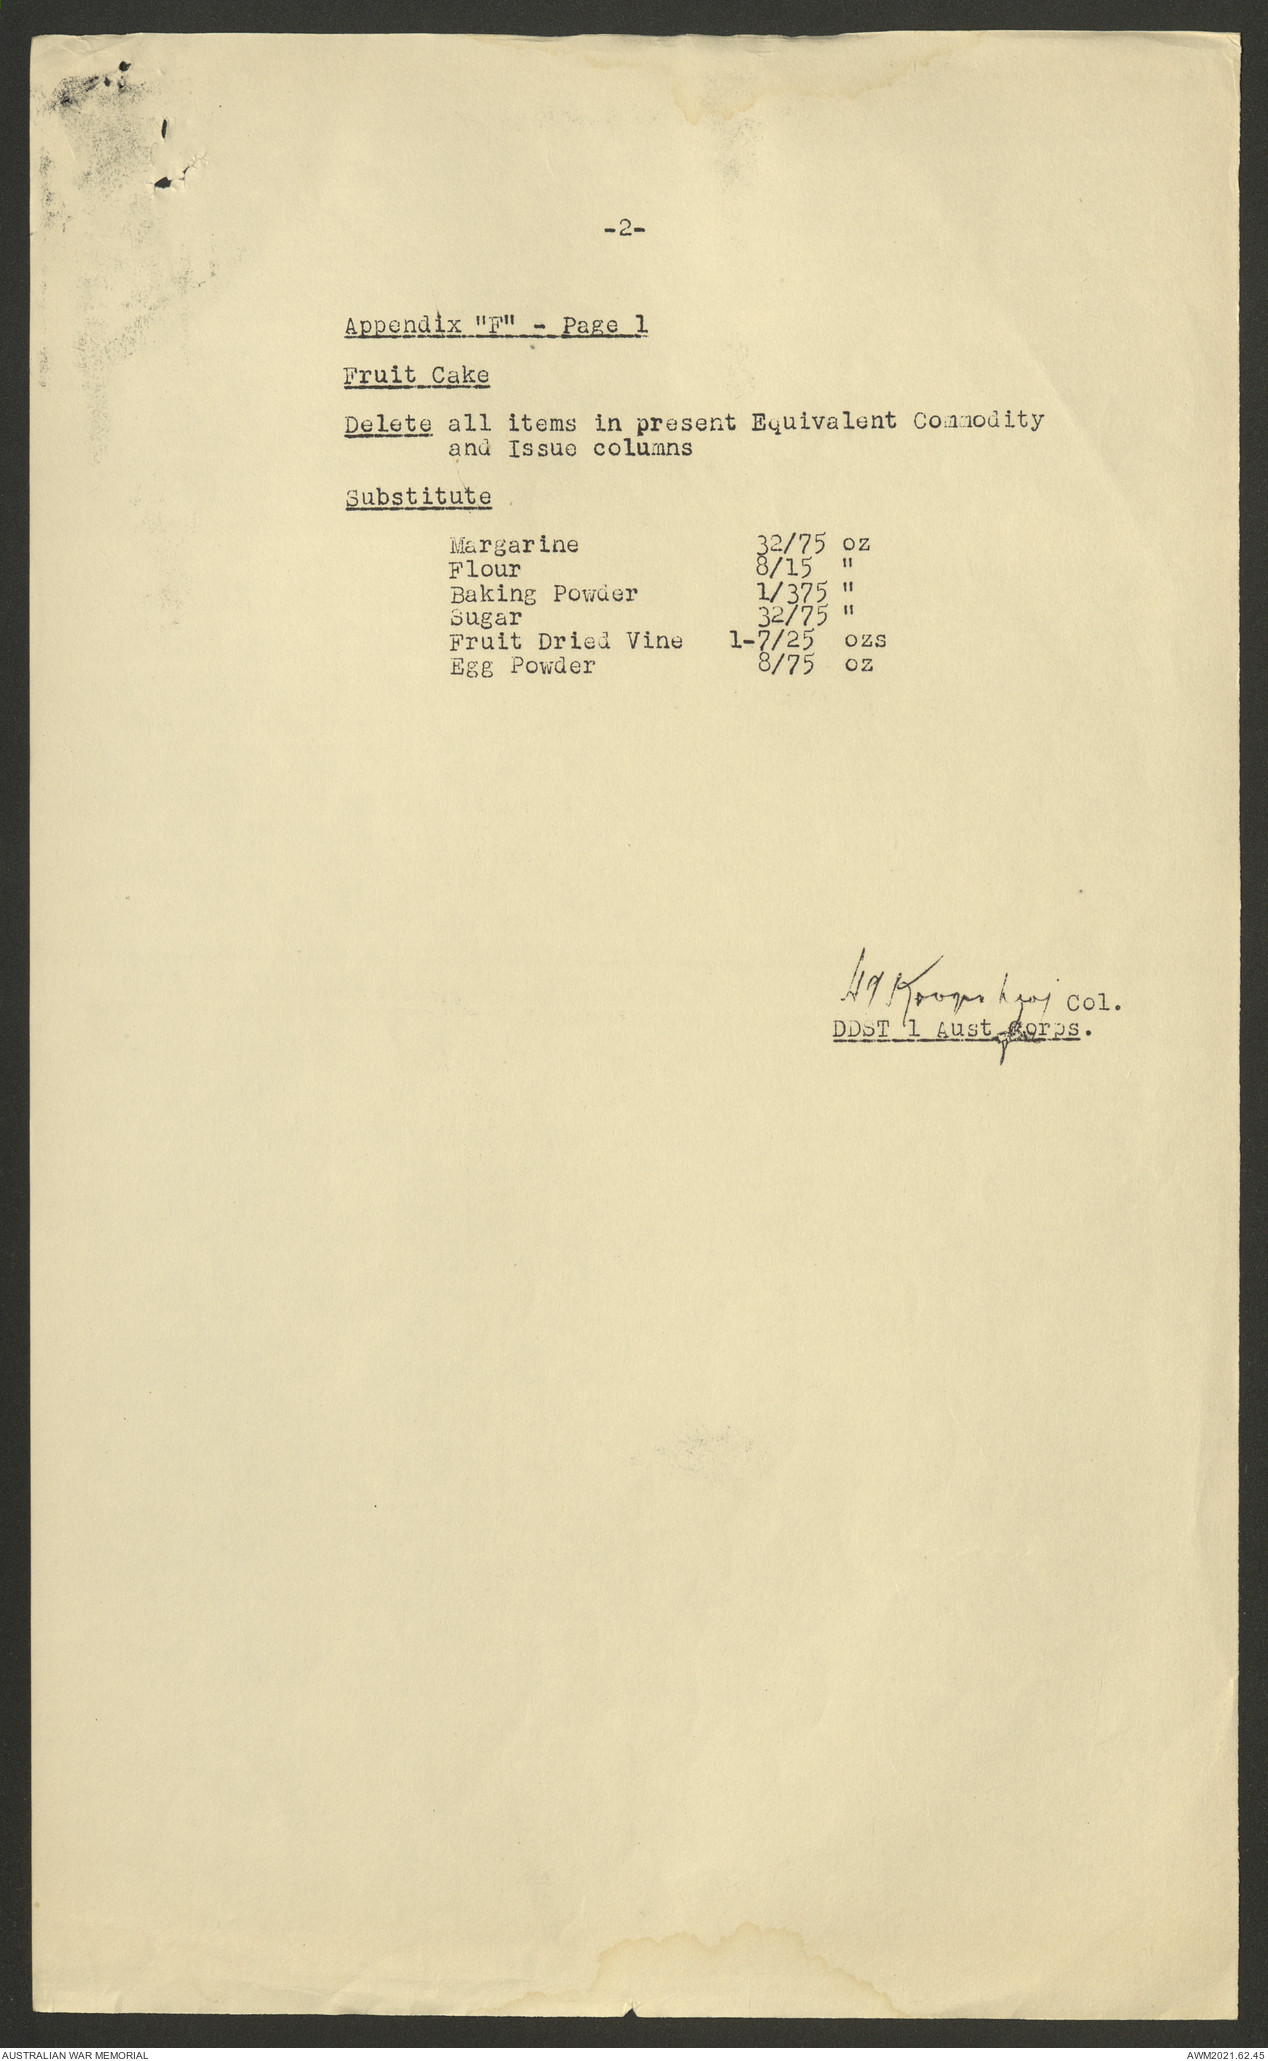 -2-
Appendix "F" - Page 1
Fruit Cake
Delete all items in present Equivalent Commodity
and Issue columns
Substitute
Margarine 32/75 oz
Flour 8/15 "
Baking Powder 1/375 "
Sugar 32/75 "
Fruit Dried Vine 1-7/25 ozs
Egg Powder 8/75 oz
Col.
DDST 1 Aust Corps.
AUSTRALIAN WAR MEMORIAL
AWM2021.62.45